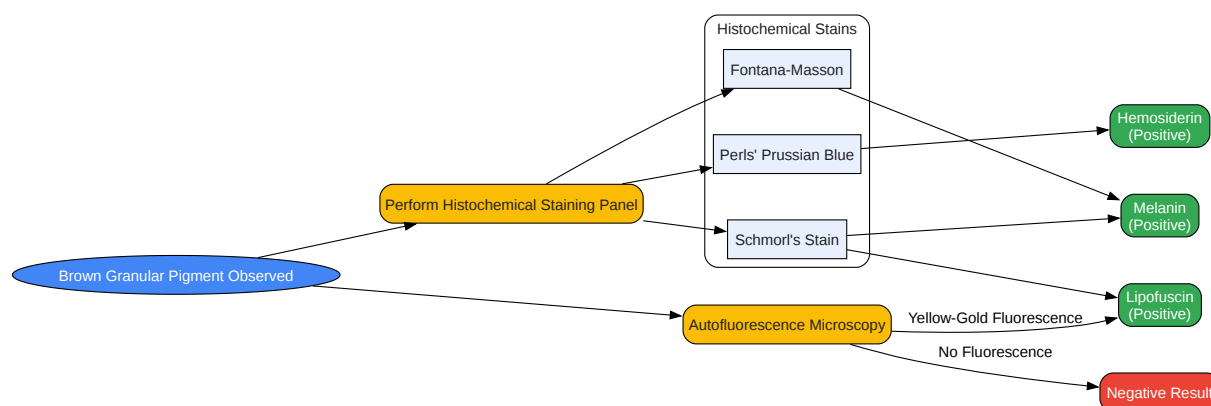 Histochemical Stains
Fontana-Masson
Perls' Prussian Blue
Schmorl's Stain
Perform Histochemical Staining Panel
Brown Granular Pigment Observed
Autofluorescence Microscopy
Yellow-Gold Fluorescence
No Fluorescence
Hemosiderin
(Positive)
Melanin
(Positive)
Lipofuscin
(Positive)
Negative Result